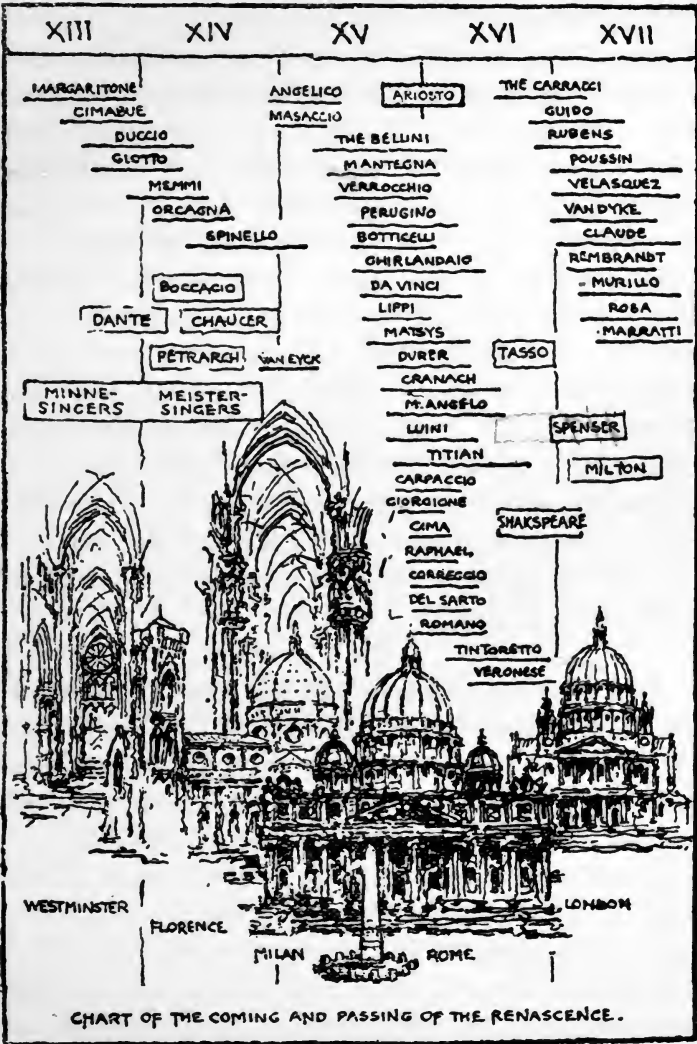 XIII XIV XV XVI XVII
MARGARITONE
CIMABUE
DUCCIO
GIOTTO
MEMMI
ORCAGNA
SPINELLO
BOCCACIO
DANTE
CHAUCER
PETRARCH
VAN EYCK
MINNE-
SINGERS
MEISTER-
SINGERS
ANGELICO
MASACCIO
ARIOSTO
THE BELLINI
MANTEGNA
VERROCCHIO
PERUGINO
BOTTICELLI
GHIRLANDAIO
DA VINCI
LIPPI
MATSYS
DURER
CRANACH
M. ANGELO
LUINI
TITIAN
CARPACCIO
GIORGIONE
CIMA
RAPHAEL
CORREGGIO
DEL SARTO
ROMANO
TINTORETTO
VERONESE
THE CARRACCI
GUIDO
RUBENS
POUSSIN
VELASQUEZ
VANDYKE
CLAUDE
REMBRANDT
MURILLO
ROSA
MARRATTI
TASSO
SPENSER
MILTON
SHAKSPEARE
WESTMINSTER
FLORENCE
MILAN
ROME
LONDON
CHART OF THE COMING AND PASSING OF THE RENASCENCE.